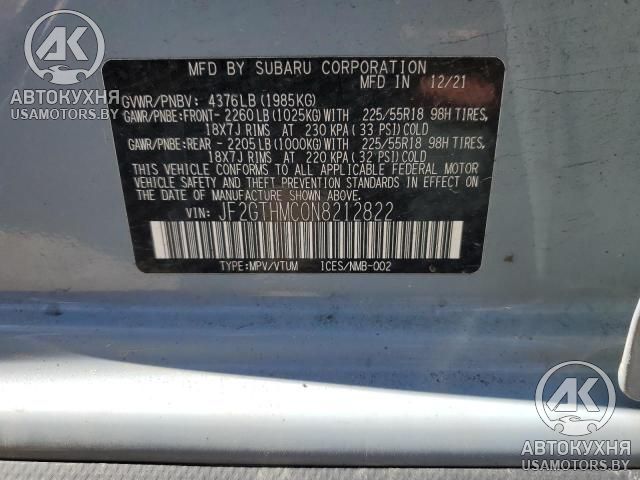 AK
АВТОКУХНЯ
USAMOTORS.BY
MFD BY SUBARU CORPORATION
MFD IN 12/21
GVWR/PNBV: 4376LB(1985KG)
GAWR/PNBE:FRONT- 2260LB(1025KG)WITH 225/55R18 98H TIRES,
18X7J RIMS AT 230 KPA(33 PSI)COLD
GAWR/PNBE:REAR - 2205LB(1000KG)WITH 225/55R18 98H TIRES,
18X7J RIMS AT 220 KPA(32 PSI)COLD
THIS VEHICLE CONFORMS TO ALL APPLICABLE FEDERAL MOTOR
VEHICLE SAFETY AND THEFT PREVENTION STANDARDS IN EFFECT ON
THE DATE OF MANUFACTURE SHOWN ABOVE.
VIN: JF2GTHMC0N8212822
TYPE:MPV/VTUM ICES/NMB-002
AK
АВТОКУХНЯ
USAMOTORS.BY